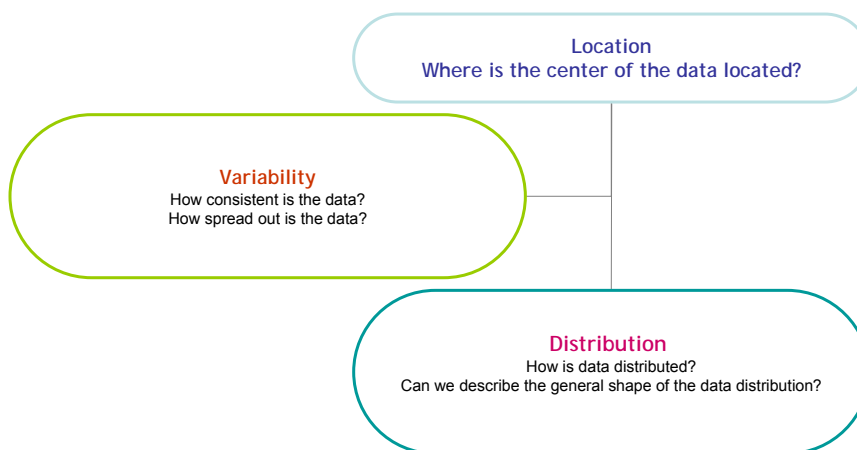 Location
Where is the center of the data located?
Variability
How consistent is the data?
How spread out is the data?
Distribution
How is data distributed?
Can we describe the general shape of the data distribution?